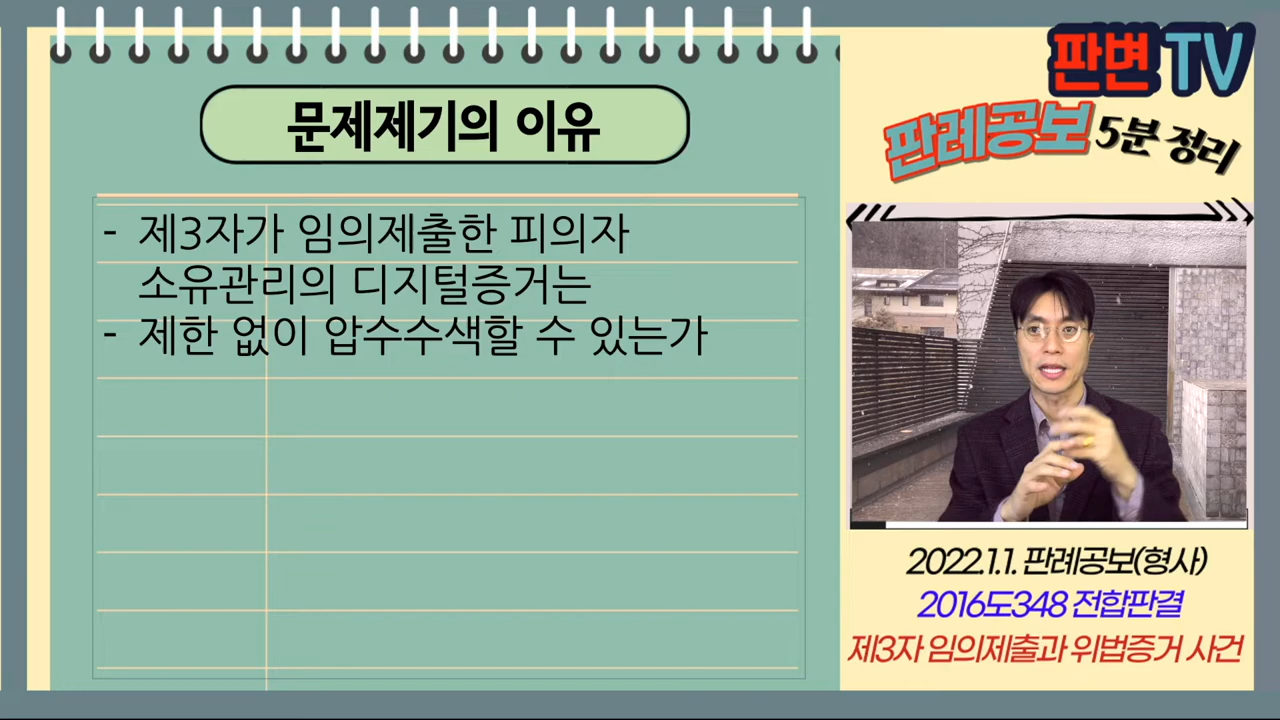 문제제기의 이유
- 제3자가 임의제출한 피의자
소유관리의 디지털증거는
- 제한 없이 압수수색할 수 있는가
판변 TV
판례공보 5분 정리
2022.1.1. 판례공보(형사)
2016도348 전합판결
제3자 임의제출과 위법증거 사건